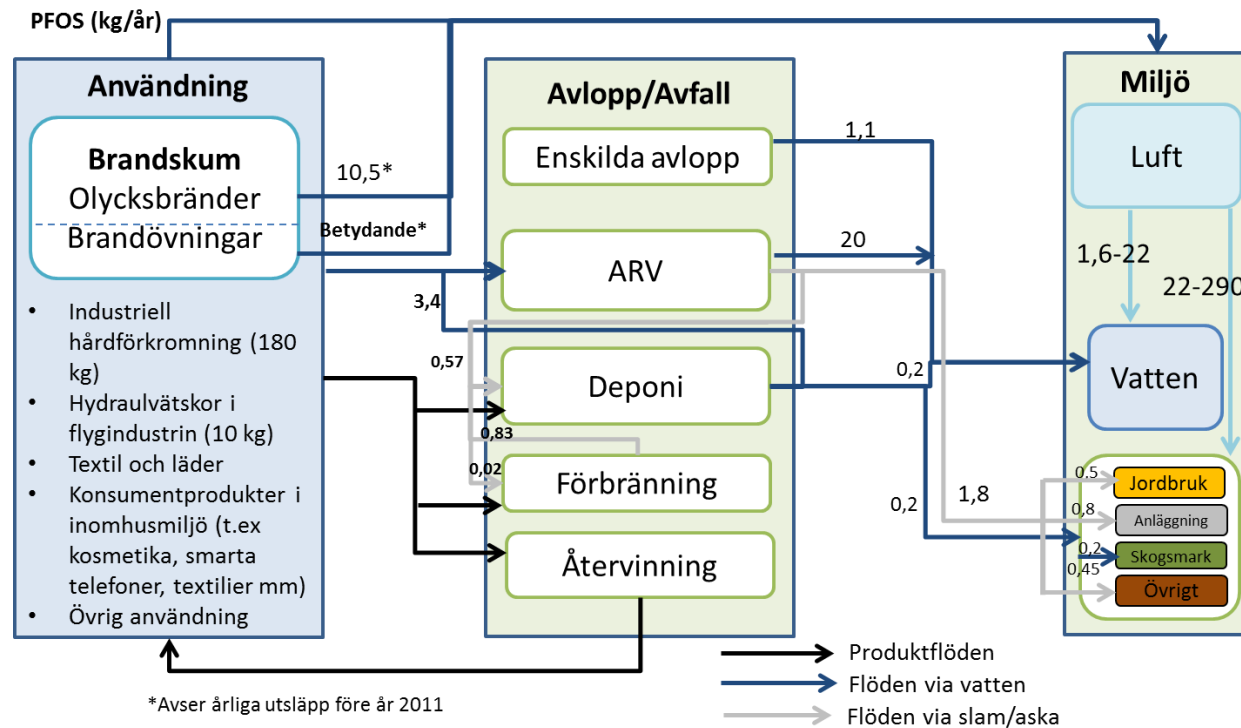 PFOS (kg/år)
Användning
Brandskum
Olycksbränder
Brandövningar
• Industriell
hårdförkromning (180
kg)
• Hydraulvätskor i
flygindustrin (10 kg)
• Textil och läder
• Konsumentprodukter i
inomhusmiljö (t.ex
kosmetika, smarta
telefoner, textilier mm)
• Övrig användning
10,5*
Betydande*
3,4
0,57
0,83
0,02
Avlopp/Avfall
Enskilda avlopp
ARV
Deponi
Förbränning
Återvinning
1,1
20
0,2
0,2
1,8
Miljö
Luft
1,6-22
22-290
Vatten
0,5
Jordbruk
0,8
Anläggning
0,2
Skogsmark
0,45
Övrigt
*Avser årliga utsläpp före år 2011
Produktflöden
Flöden via vatten
Flöden via slam/aska